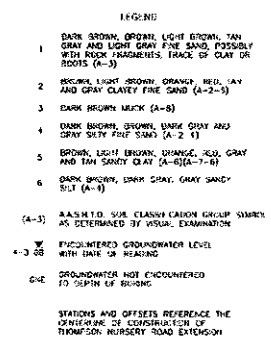 LEGEND
1 DARK BROWN, BROWN, LIGHT BROWN, TAN
GRAY AND LIGHT GRAY FINE SAND, POSSIBLY
WITH ROCK FRAGMENTS, TRACE OF CLAY OR
ROOTS (A-3)
2 BROWN, LIGHT BROWN, ORANGE, RED, TAN
AND GRAY CLAYEY FINE SAND
3 DARK BROWN MUCK (A-8)
4 DARK BROWN, BROWN, DARK GRAY AND
GRAY SILTY FINE SAND
5 BROWN, LIGHT BROWN, ORANGE, RED, GRAY
AND TAN SANDY CLAY (A-6)(A-7-6)
6 DARK BROWN, DARK GRAY, GRAY SANDY
SILT (A-4)
(A-3) A.A.S.H.T.O. SOIL CLASSIFICATION GROUP SYMBOL
AS DETERMINED BY VISUAL EXAMINATION
ENCOUNTERED GROUNDWATER LEVEL
WITH DATE OF READING
GNE GROUNDWATER NOT ENCOUNTERED
TO DEPTH OF BORING
STATIONS AND OFFSETS REFERENCE THE
CENTERLINE OF CONSTRUCTION OF
THOMPSON NURSERY ROAD EXTENSION